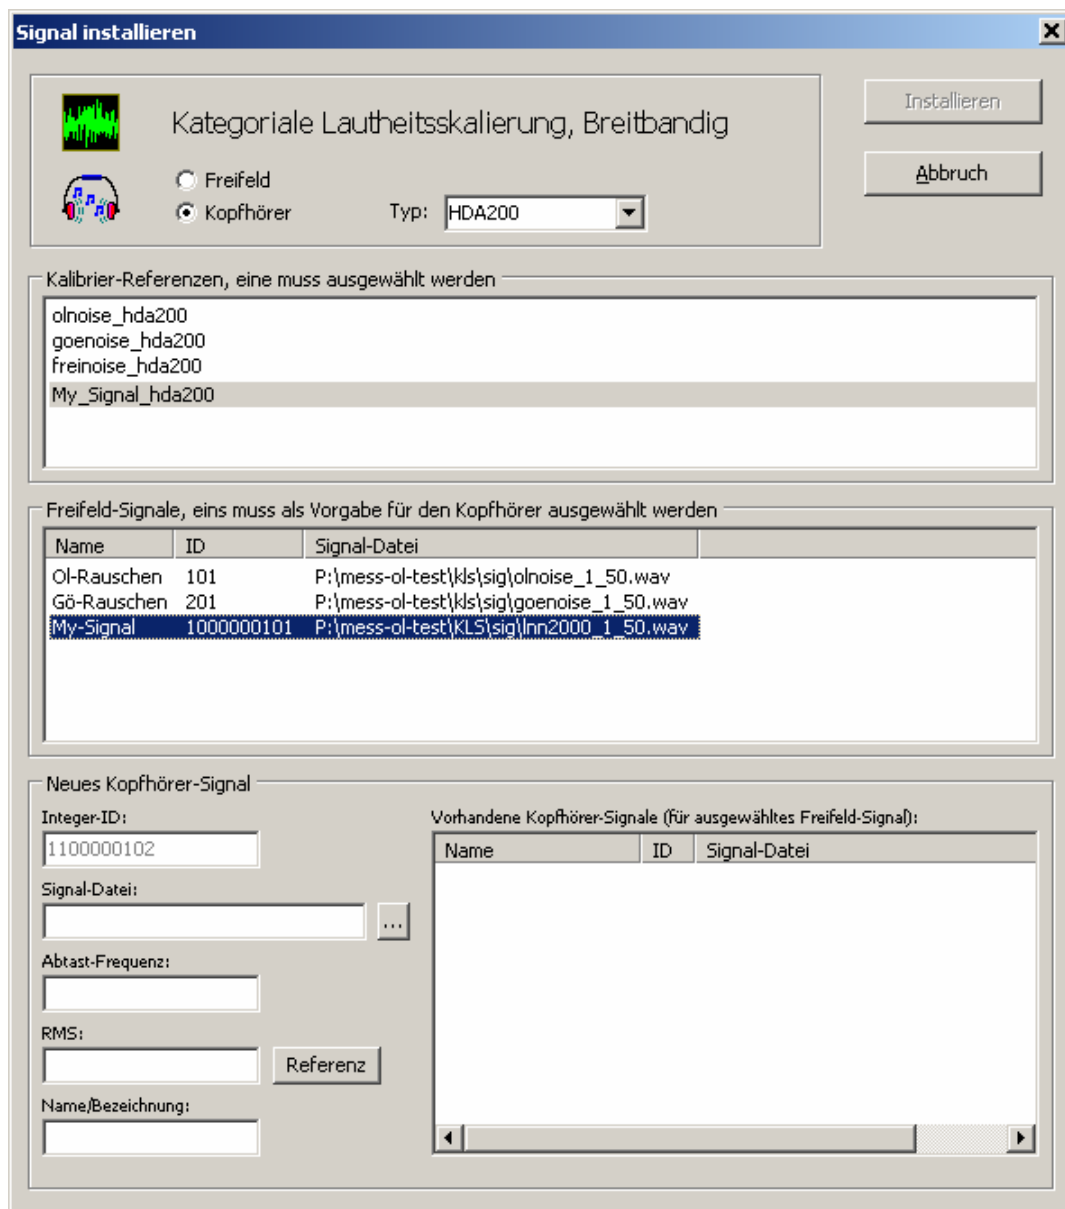 Signal installieren
Kategoriale Lautheitsskalierung, Breitbandig
Installieren
Abbruch
Freifeld
Kopfhörer Typ: HDA200
Kalibrier-Referenzen, eine muss ausgewählt werden
olnoise_hda200
goenoise_hda200
freinoise_hda200
My_Signal_hda200
Freifeld-Signale, eins muss als Vorgabe für den Kopfhörer ausgewählt werden
Name ID Signal-Datei
Ol-Rauschen 101 P:\mess-ol-test\kls\sig\olnoise_1_50.wav
Gö-Rauschen 201 P:\mess-ol-test\kls\sig\goenoise_1_50.wav
My-Signal 1000000101 P:\mess-ol-test\KLS\sig\lnn2000_1_50.wav
Neues Kopfhörer-Signal
Integer-ID:
1100000102
Signal-Datei:
...
Abtast-Frequenz:
RMS:
Referenz
Name/Bezeichnung:
Vorhandene Kopfhörer-Signale (für ausgewähltes Freifeld-Signal):
Name ID Signal-Datei